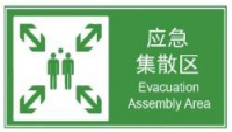 应急
集散区
Evacuation
Assembly Area